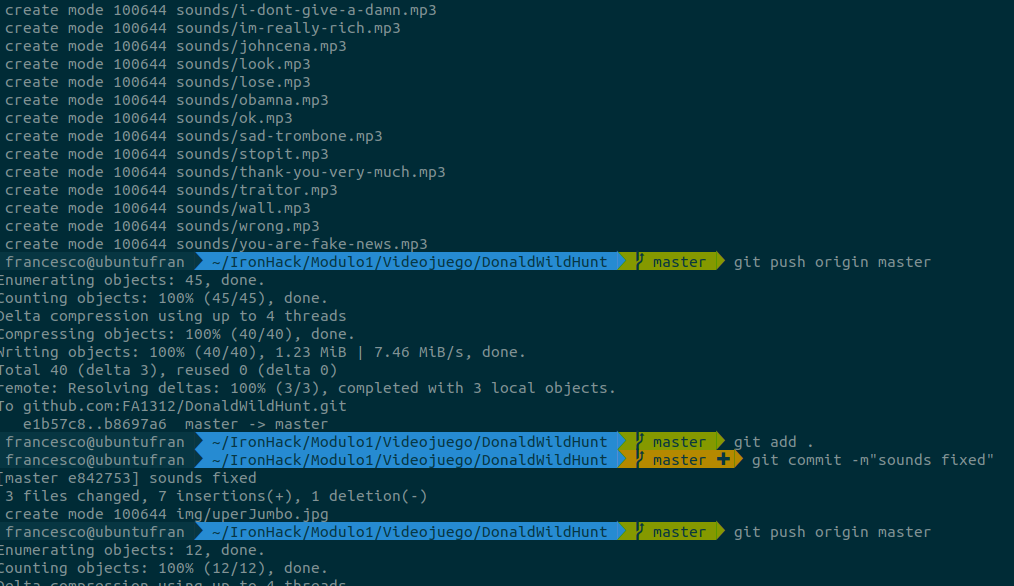 create mode 100644 sounds/i-dont-give-a-damn.mp3
create mode 100644 sounds/im-really-rich.mp3
create mode 100644 sounds/johncena.mp3
create mode 100644 sounds/look.mp3
create mode 100644 sounds/lose.mp3
create mode 100644 sounds/obamna.mp3
create mode 100644 sounds/ok.mp3
create mode 100644 sounds/sad-trombone.mp3
create mode 100644 sounds/stopit.mp3
create mode 100644 sounds/thank-you-very-much.mp3
create mode 100644 sounds/traitor.mp3
create mode 100644 sounds/wall.mp3
create mode 100644 sounds/wrong.mp3
create mode 100644 sounds/you-are-fake-news.mp3
francesco@ubuntufran ~/IronHack/Modulo1/Videojuego/DonaldWildHunt master git push origin master
Enumerating objects: 45, done.
Counting objects: 100% (45/45), done.
Delta compression using up to 4 threads
Compressing objects: 100% (40/40), done.
Writing objects: 100% (40/40), 1.23 MiB | 7.46 MiB/s, done.
Total 40 (delta 3), reused 0 (delta 0)
remote: Resolving deltas: 100% (3/3), completed with 3 local objects.
To github.com:FA1312/DonaldWildHunt.git
e1b57c8..b8697a6 master -> master
francesco@ubuntufran ~/IronHack/Modulo1/Videojuego/DonaldWildHunt master git add .
francesco@ubuntufran ~/IronHack/Modulo1/Videojuego/DonaldWildHunt master ✚ git commit -m"sounds fixed"
[master e842753] sounds fixed
3 files changed, 7 insertions(+), 1 deletion(-)
create mode 100644 img/uperJumbo.jpg
francesco@ubuntufran ~/IronHack/Modulo1/Videojuego/DonaldWildHunt master git push origin master
Enumerating objects: 12, done.
Counting objects: 100% (12/12), done.
Delta compression using up to 4 threads